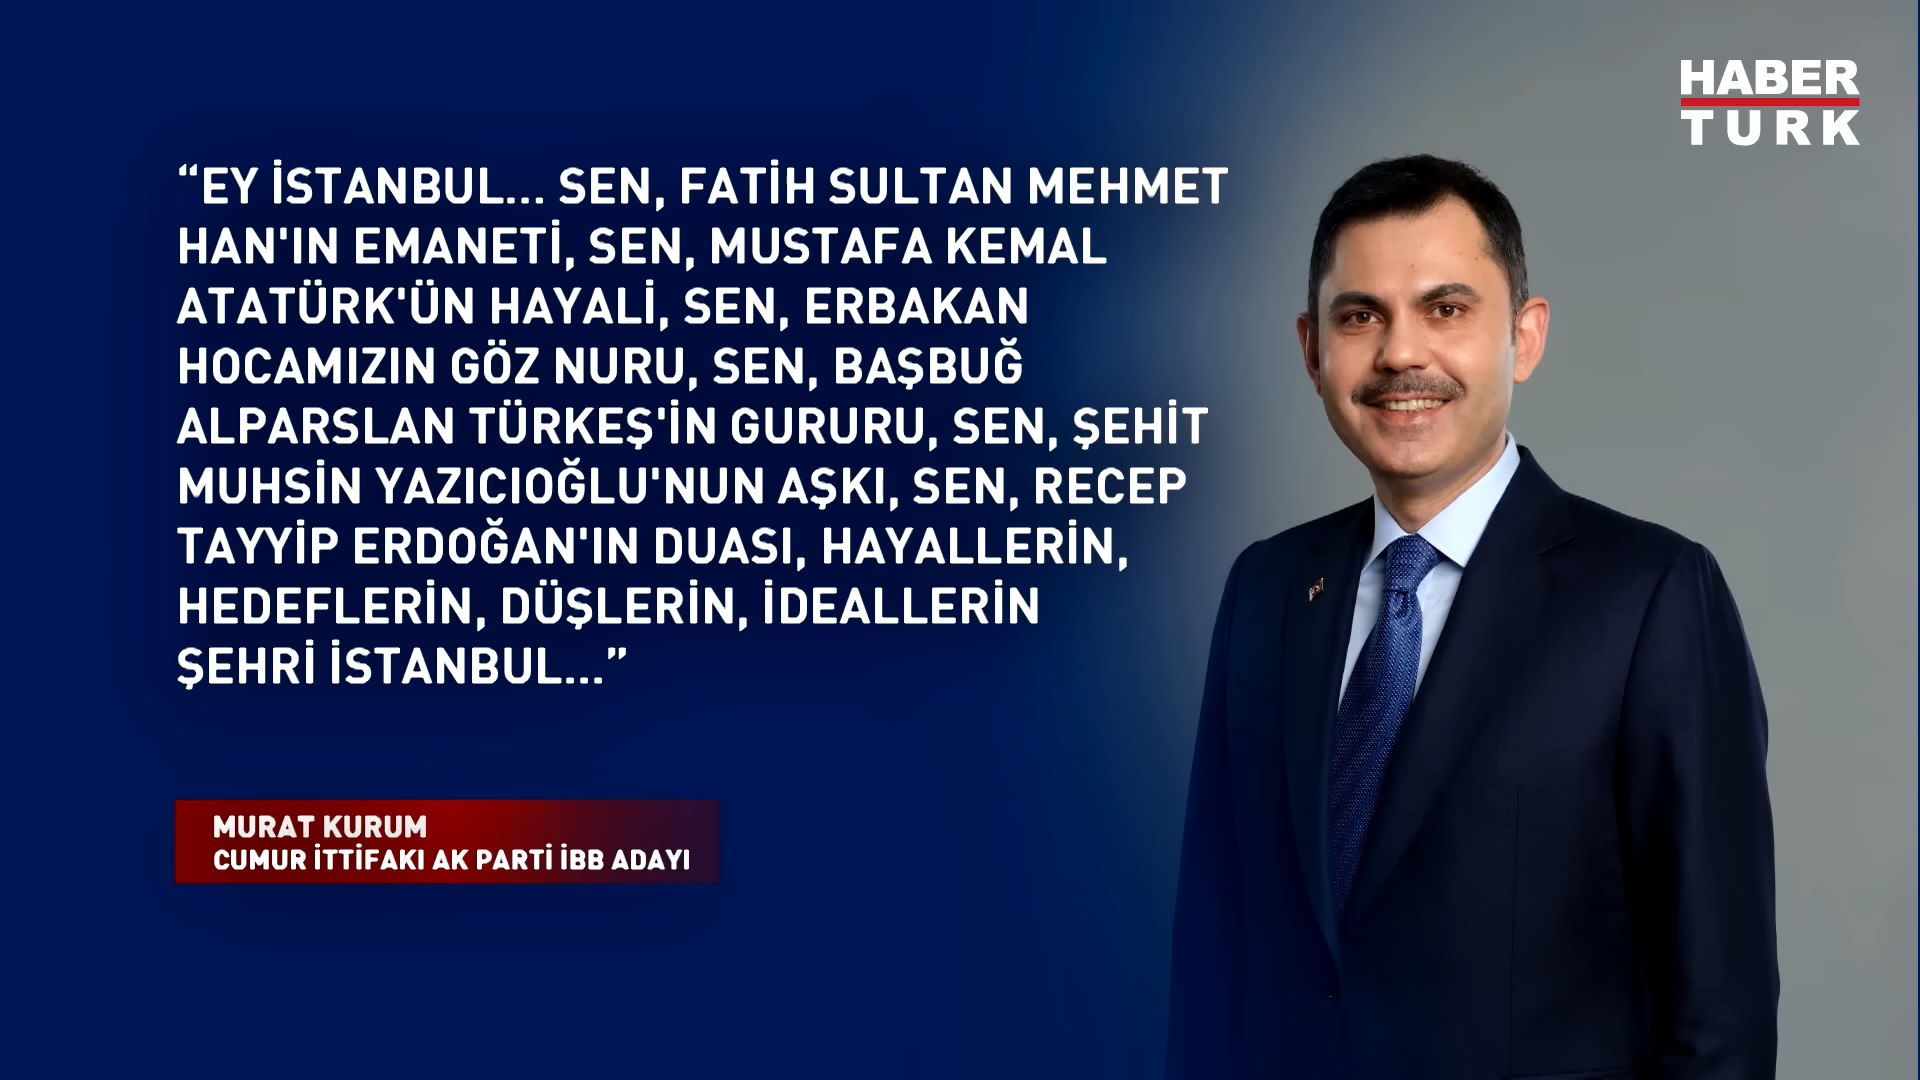 HABER
TURK
“EY İSTANBUL... SEN, FATİH SULTAN MEHMET
HAN'IN EMANETİ, SEN, MUSTAFA KEMAL
ATATÜRK'ÜN HAYALİ, SEN, ERBAKAN
HOCAMIZIN GÖZ NURU, SEN, BAŞBUĞ
ALPARSLAN TÜRKEŞ'İN GURURU, SEN, ŞEHİT
MUHSİN YAZICIOĞLU'NUN AŞKI, SEN, RECEP
TAYYİP ERDOĞAN'IN DUASI, HAYALLERİN,
HEDEFLERİN, DÜŞLERİN, İDEALLERİN
ŞEHRİ İSTANBUL...”
MURAT KURUM
CUMUR İTTİFAKI AK PARTİ İBB ADAYI